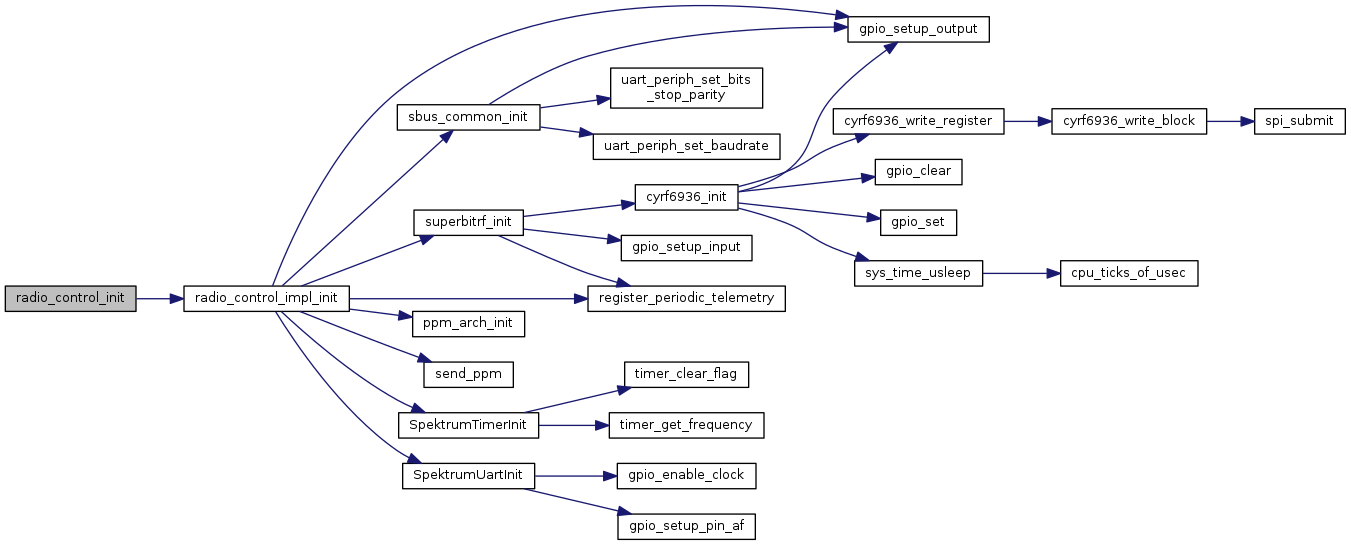 radio_control_init
radio_control_impl_init
sbus_common_init
superbitrf_init
ppm_arch_init
send_ppm
SpektrumTimerInit
SpektrumUartInit
uart_periph_set_bits
_stop_parity
uart_periph_set_baudrate
cyrf6936_init
gpio_setup_input
register_periodic_telemetry
timer_clear_flag
timer_get_frequency
gpio_enable_clock
gpio_setup_pin_af
gpio_setup_output
cyrf6936_write_register
gpio_clear
gpio_set
sys_time_usleep
cyrf6936_write_block
cpu_ticks_of_usec
spi_submit